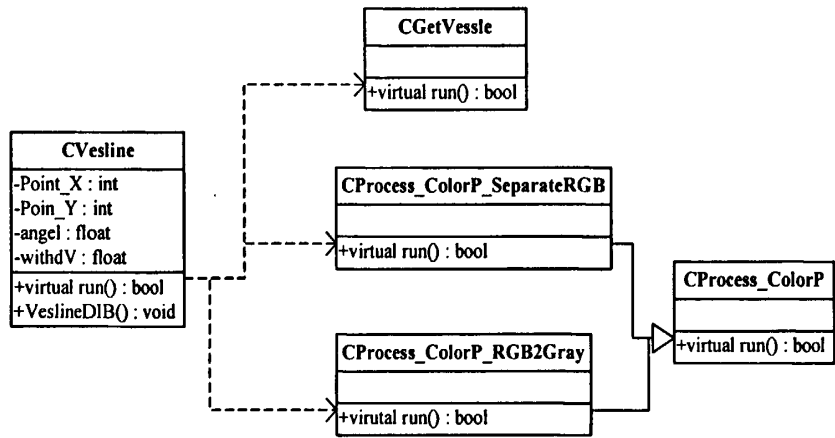 CGetVessle
+virtual run() : bool
CVesline
-Point_X : int
-Poin_Y : int
-angel : float
-withdV : float
+virtual run() : bool
+VeslineDIB() : void
CProcess_ColorP_SeparateRGB
+virtual run() : bool
CProcess_ColorP
+virtual run() : bool
CProcess_ColorP_RGB2Gray
+virutal run() : bool